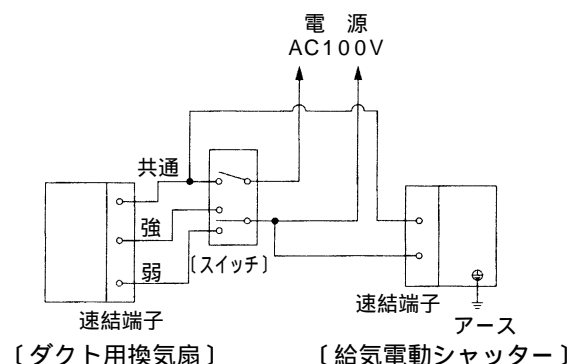 電 源
AC100V
共通
強
弱
〔スイッチ〕
速結端子
〔ダクト用換気扇〕
速結端子
アース
〔給気電動シャッター〕